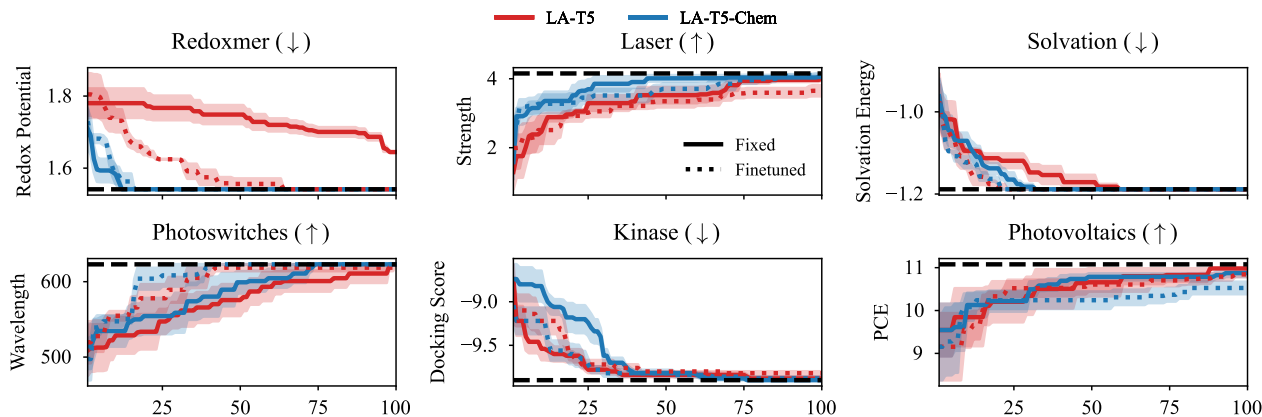 LA-T5 LA-T5-Chem
Redoxmer (↓) Laser (↑) Solvation (↓)
Redox Potential
1.8
1.6
Strength
4
2
Fixed
Finetuned
Solvation Energy
−1.0
−1.2
Photoswitches (↑) Kinase (↓) Photovoltaics (↑)
Wavelength
600
500
25 50 75 100
Docking Score
−9.0
−9.5
25 50 75 100
PCE
11
10
9
25 50 75 100